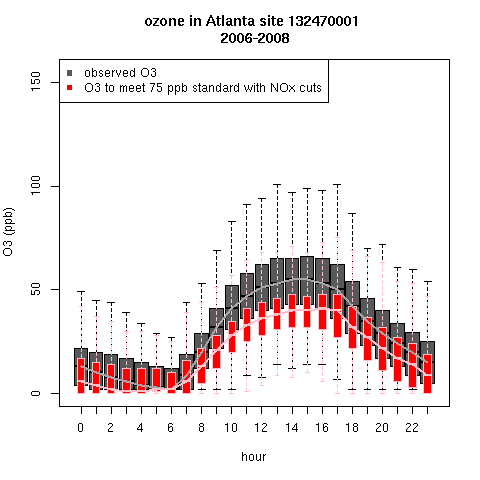 ozone in Atlanta site 132470001
2006-2008
observed O3
O3 to meet 75 ppb standard with NOx cuts
150
100
50
0
O3 (ppb)
0 2 4 6 8 10 12 14 16 18 20 22
hour